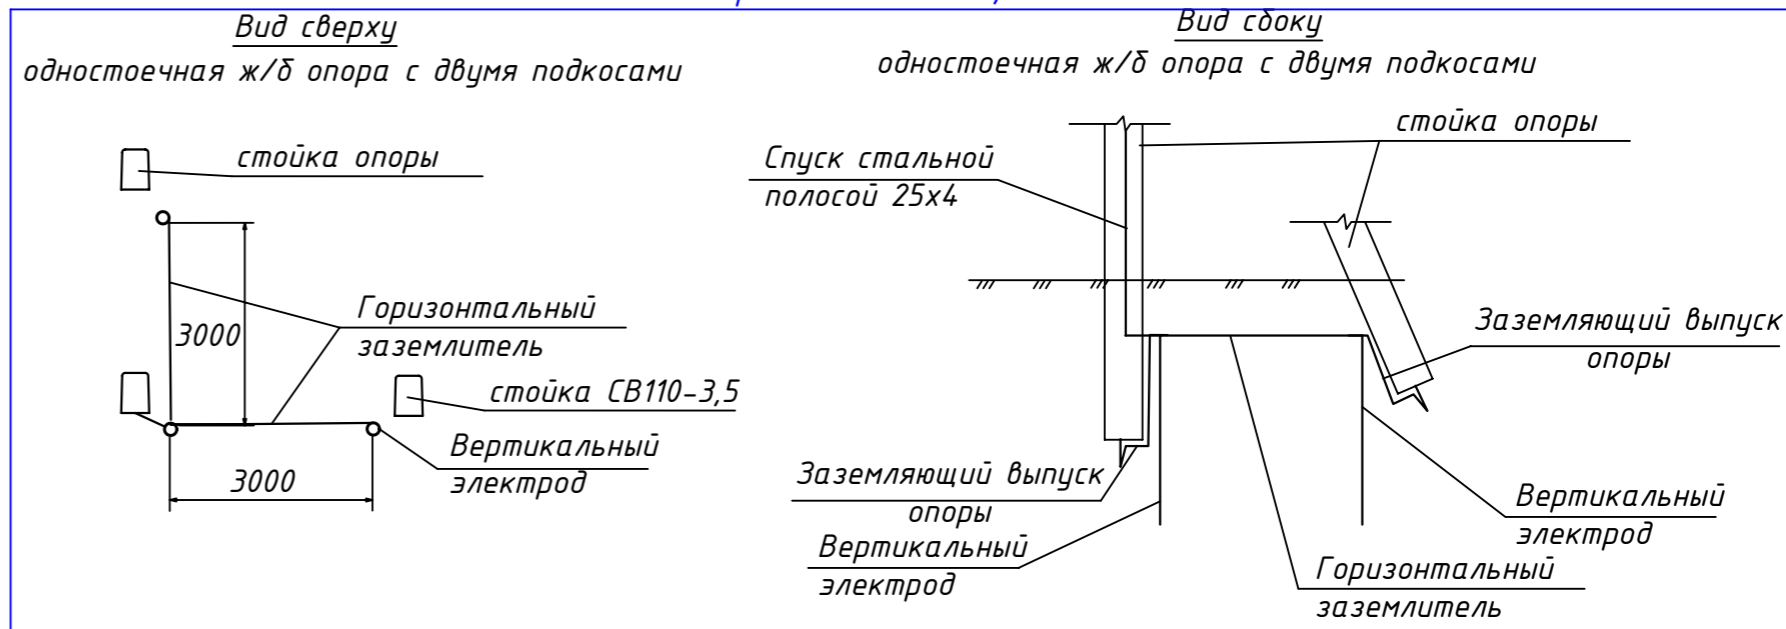 Вид сверху
одностоечная ж/б опора с двумя подкосами
стойка опоры
3000
Горизонтальный
заземлитель
стойка СВ110-3,5
Вертикальный
электрод
3000
Вид сбоку
одностоечная ж/б опора с двумя подкосами
стойка опоры
Спуск стальной
полосой 25х4
Заземляющий выпуск
опоры
Заземляющий выпуск
опоры
Вертикальный
электрод
Вертикальный
электрод
Горизонтальный
заземлитель